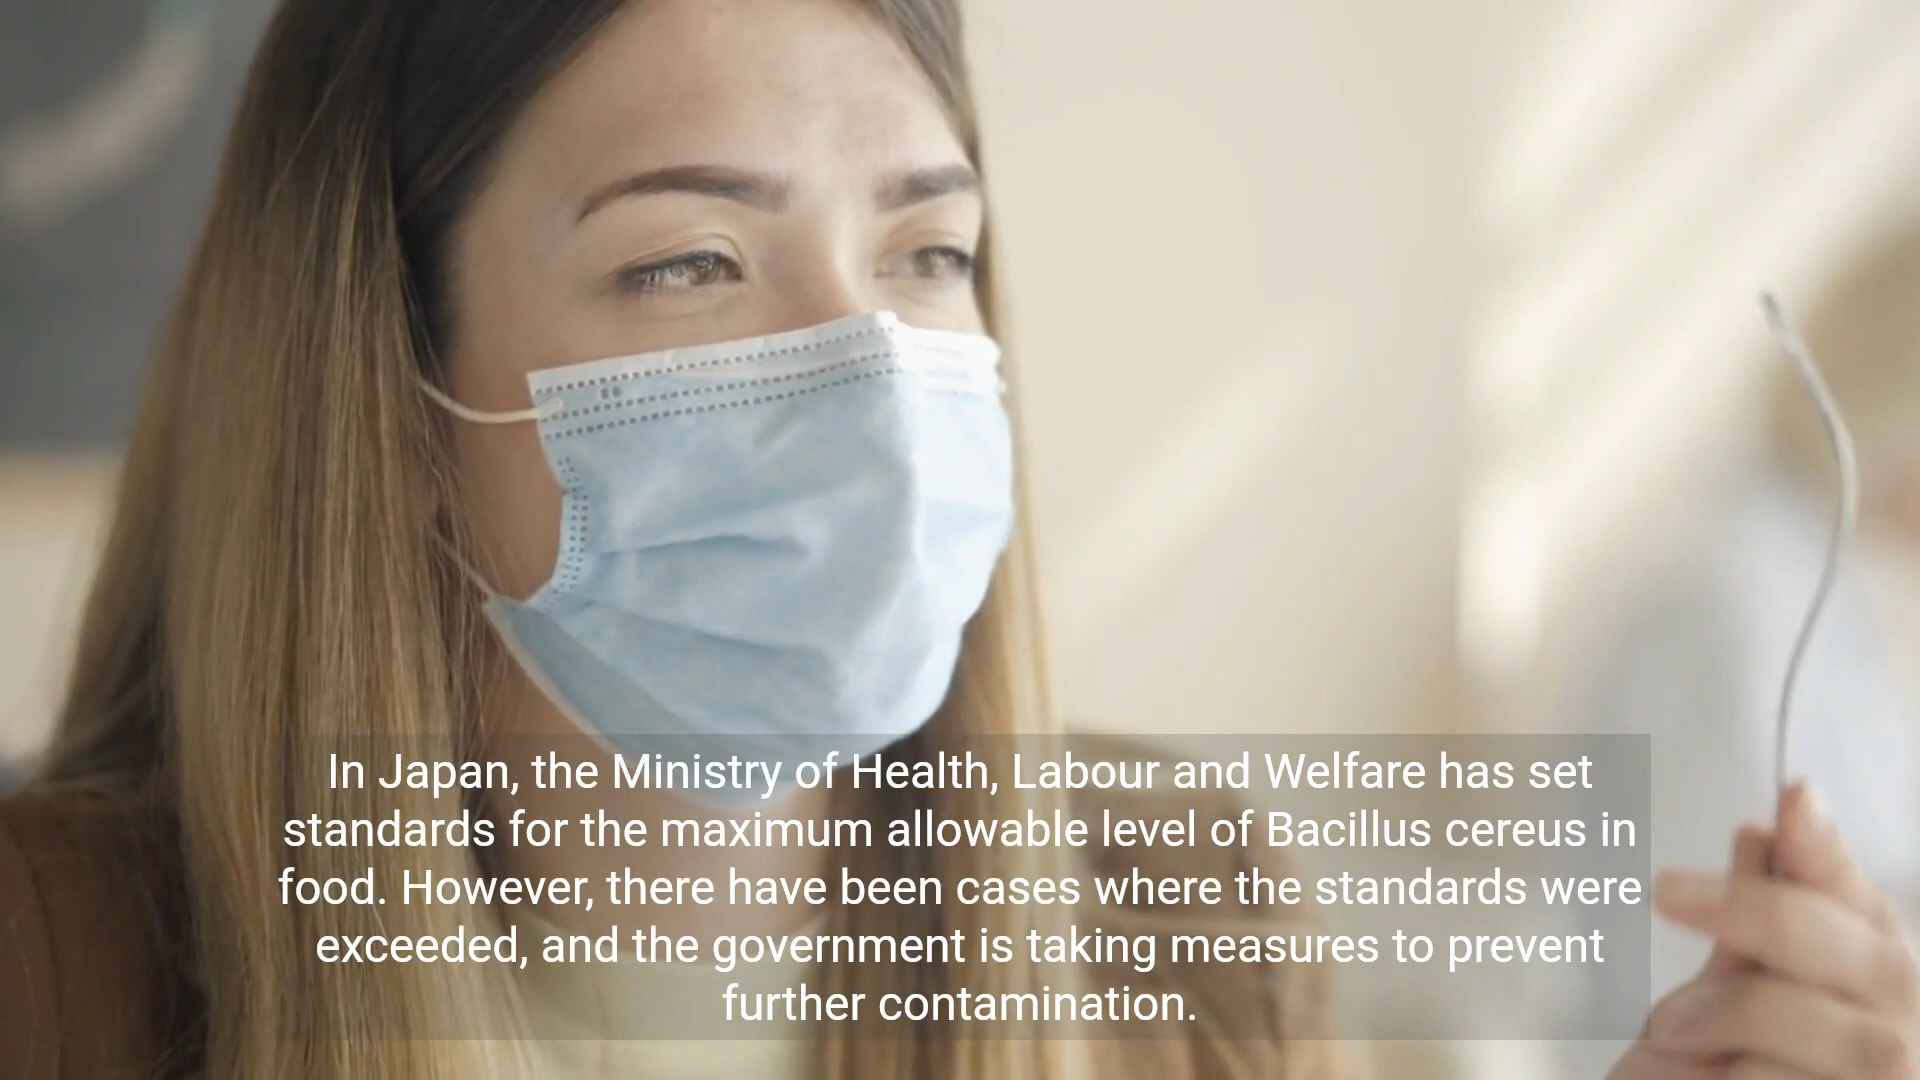 In Japan, the Ministry of Health, Labour and Welfare has set
standards for the maximum allowable level of Bacillus cereus in
food. However, there have been cases where the standards were
exceeded, and the government is taking measures to prevent
further contamination.